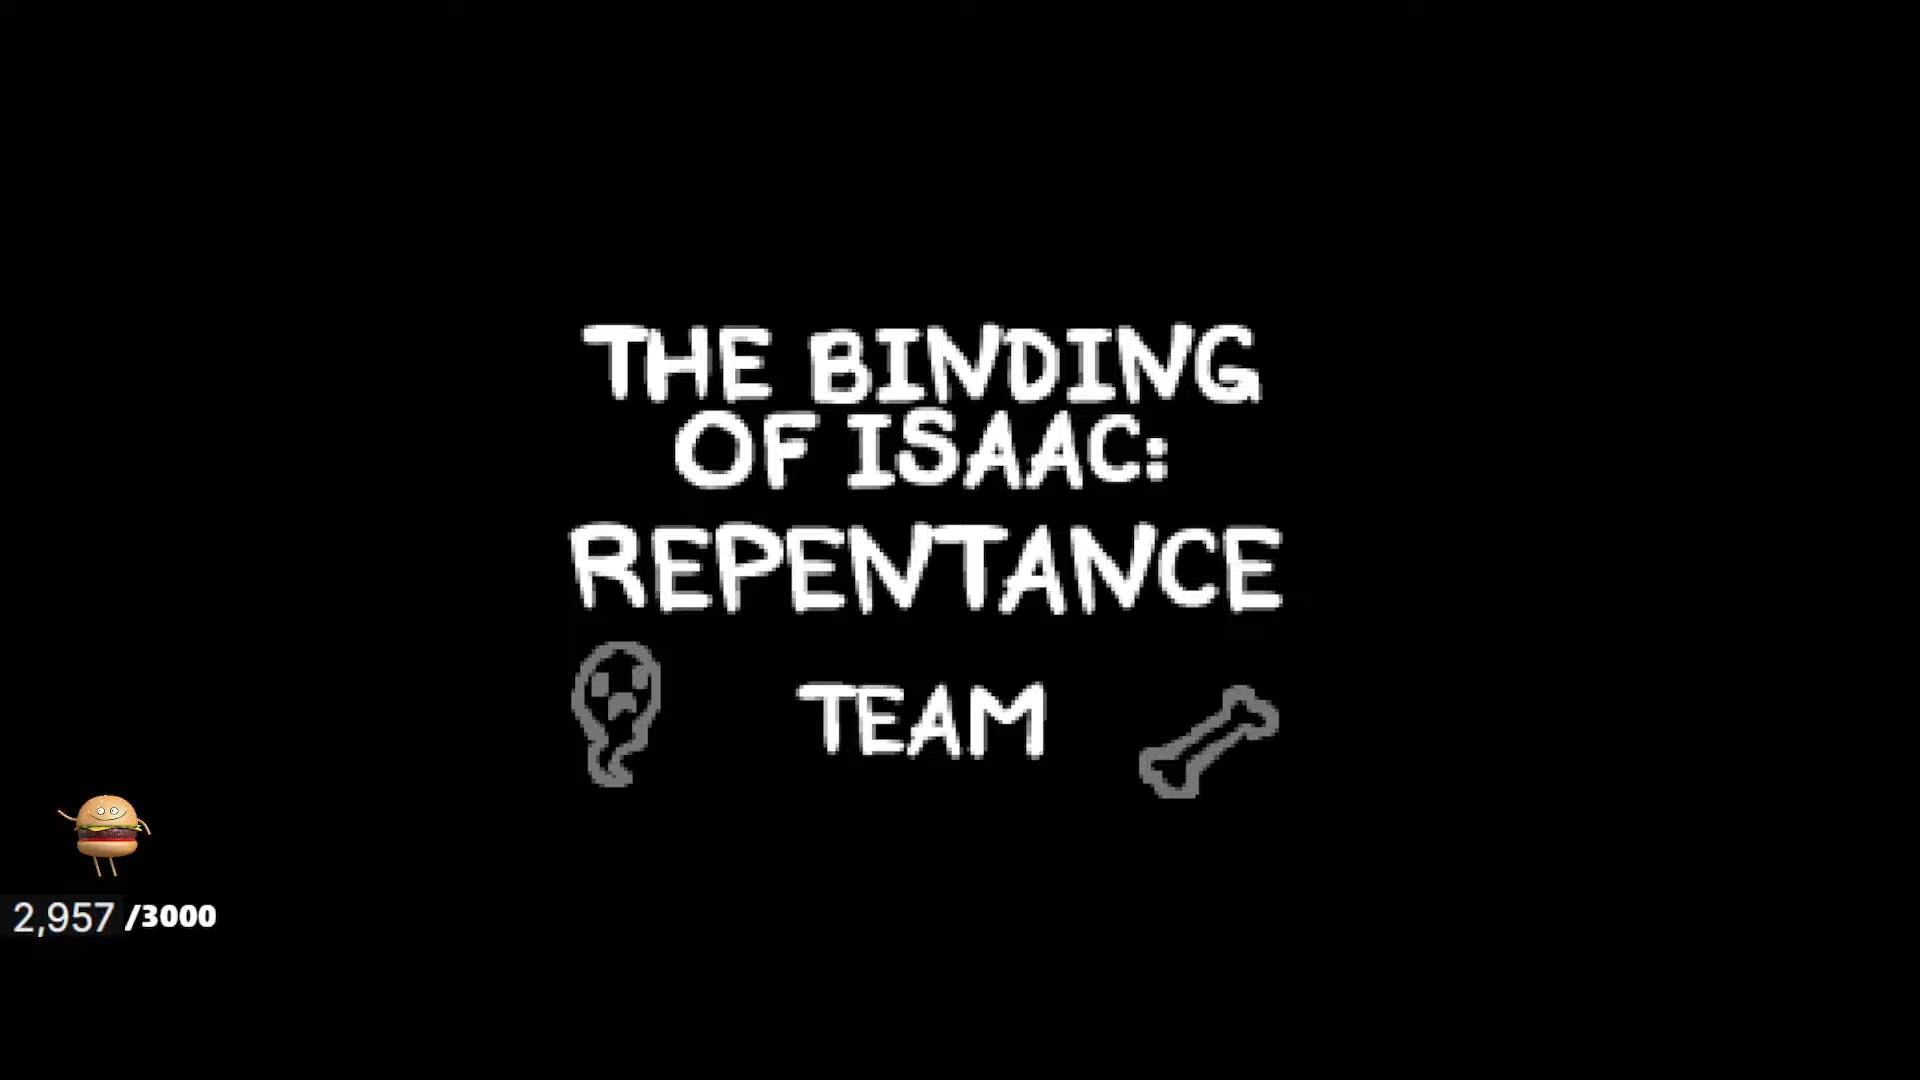 THE BINDING
OF ISAAC:
REPENTANCE
TEAM
2,957 /3000